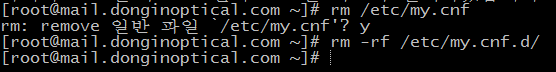 [root@mail.donginoptical.com ~]# rm /etc/my.cnf
rm: remove 일반 파일 `/etc/my.cnf'? y
[root@mail.donginoptical.com ~]# rm -rf /etc/my.cnf.d/
[root@mail.donginoptical.com ~]#